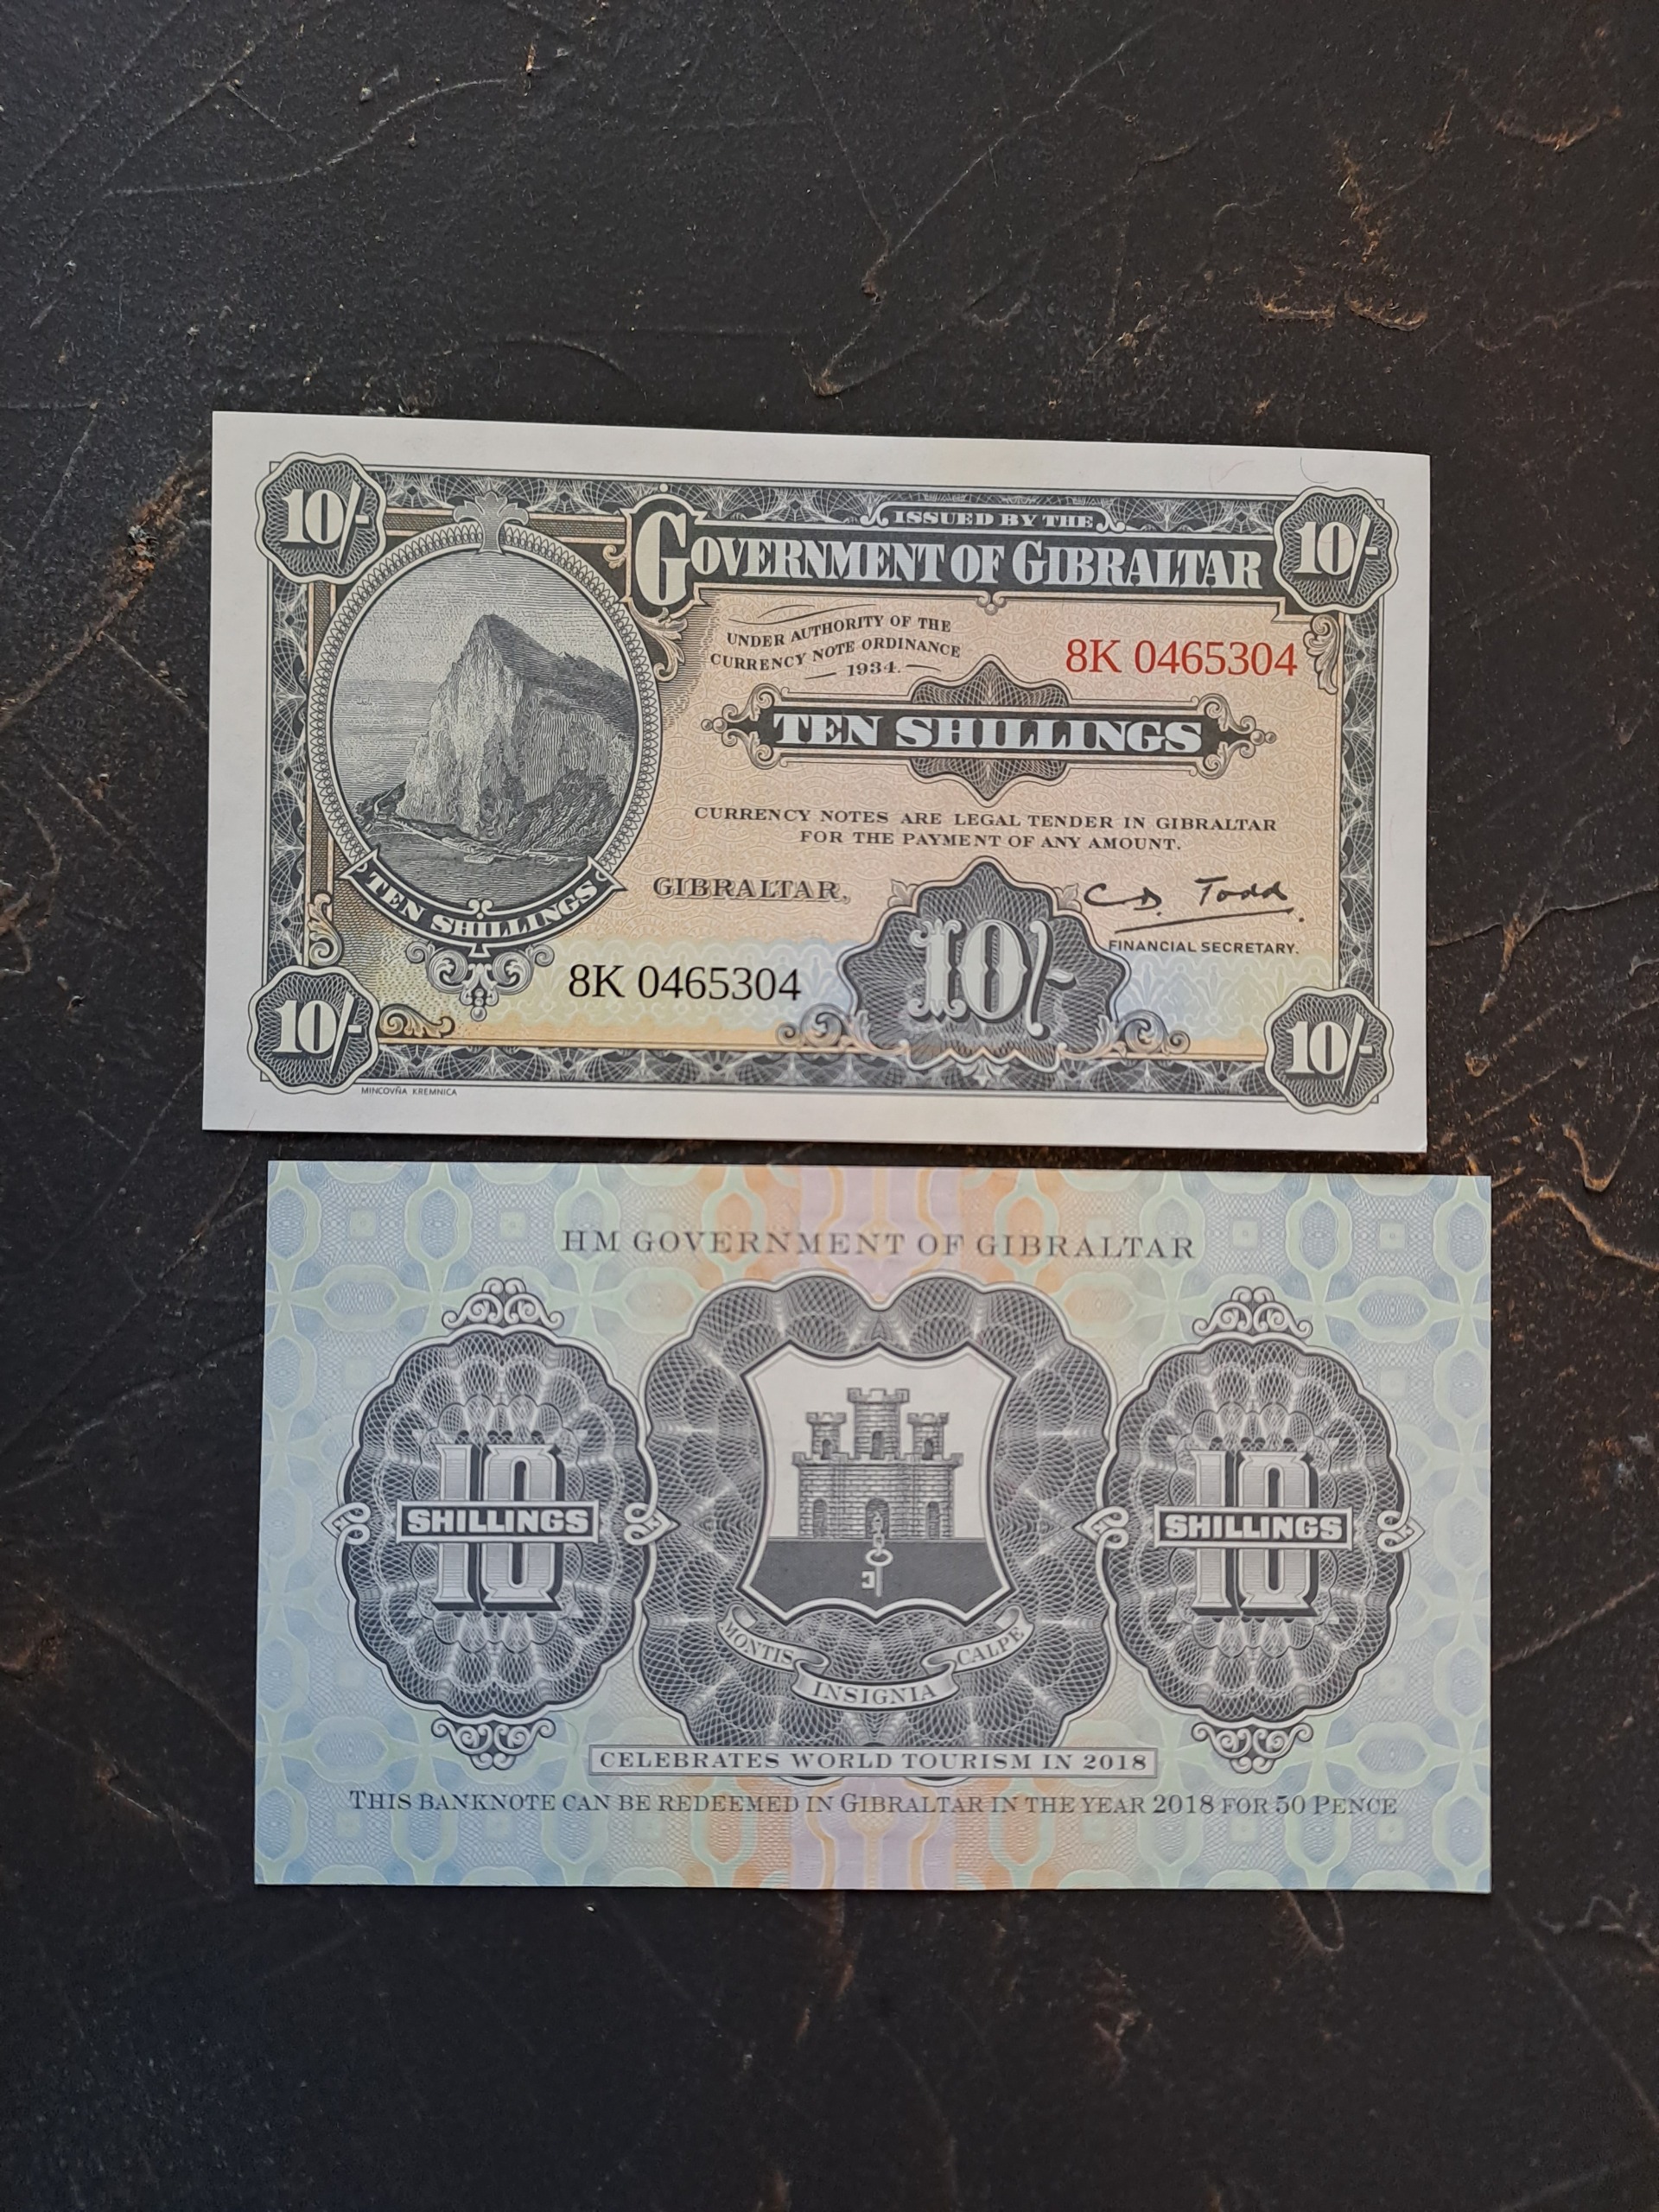 10/-
ISSUED BY THE
10/-
GOVERNMENT OF GIBRALTAR
UNDER AUTHORITY OF THE
CURRENCY NOTE ORDINANCE
1934.
8K 0465304
TEN SHILLINGS
CURRENCY NOTES ARE LEGAL TENDER IN GIBRALTAR
FOR THE PAYMENT OF ANY AMOUNT.
TEN SHILLINGS
GIBRALTAR,
C.D. Todd
FINANCIAL SECRETARY.
8K 0465304
10/-
10/-
10/-
MINCOVŇA KREMNICA
HM GOVERNMENT OF GIBRALTAR
10
SHILLINGS
10
SHILLINGS
MONTIS INSIGNIA CALPE
CELEBRATES WORLD TOURISM IN 2018
THIS BANKNOTE CAN BE REDEEMED IN GIBRALTAR IN THE YEAR 2018 FOR 50 PENCE